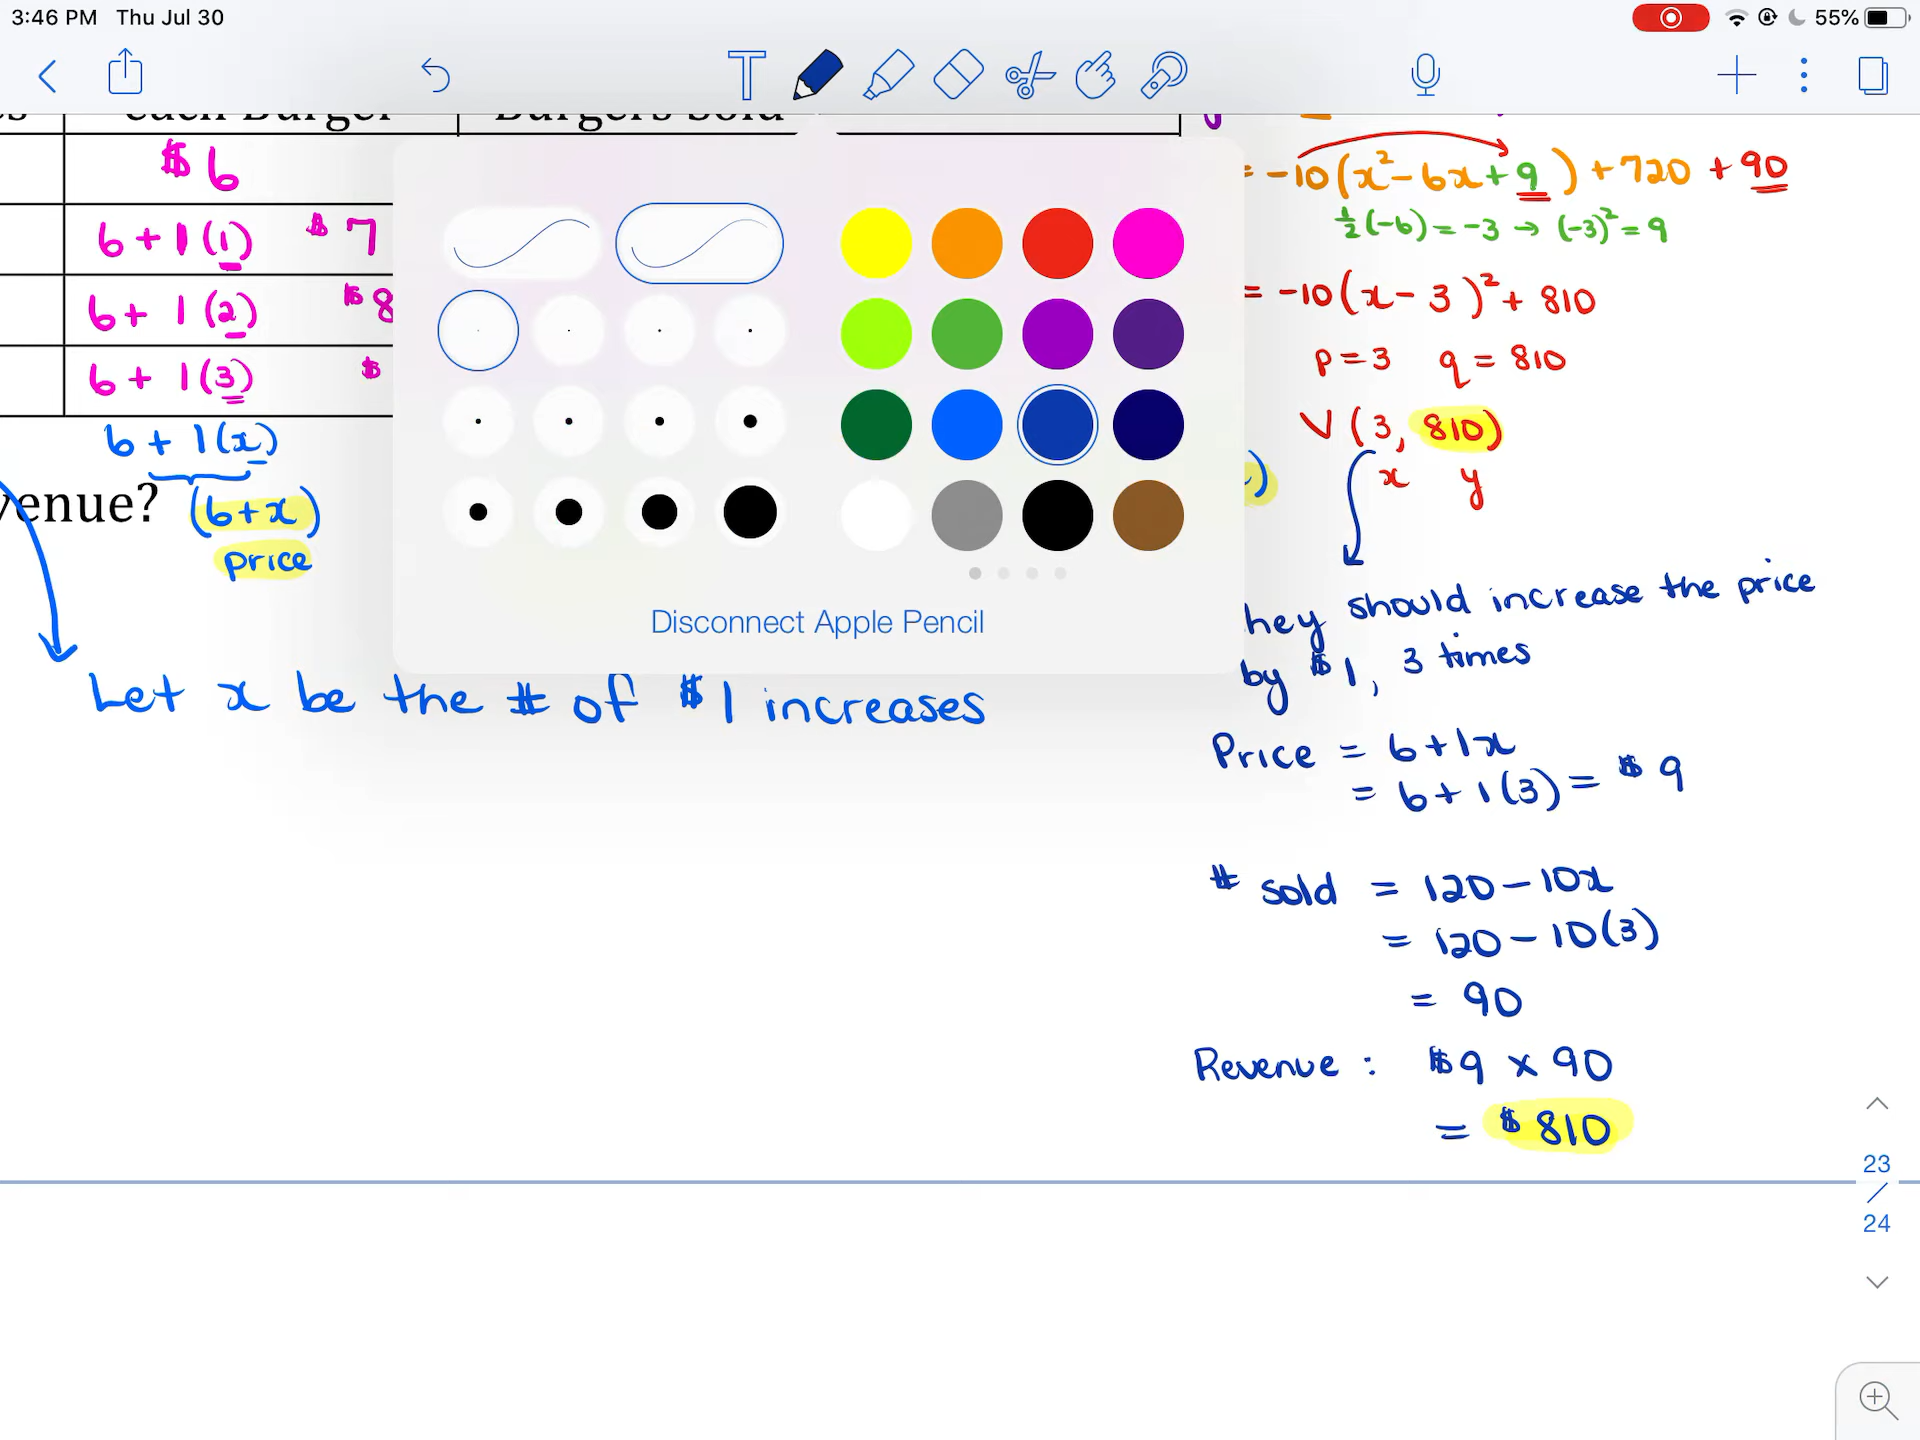 3:46 PM Thu Jul 30
55%
each Burger
Burgers Sold
$6
6 + 1(1) $7
6 + 1(2) $8
6 + 1(3) $
6 + 1(x)
venue? (6+x)
price
Let x be the # of $1 increases
Disconnect Apple Pencil
= -10(x² - 6x + 9) + 720 + 90
½(-6) = -3 → (-3)² = 9
= -10(x - 3)² + 810
p = 3 q = 810
V (3, 810)
x y
hey should increase the price
by $1, 3 times
Price = 6+1x
= 6+1(3) = $9
# sold = 120 - 10x
= 120 - 10(3)
= 90
Revenue: $9 x 90
= $810
23
/
24